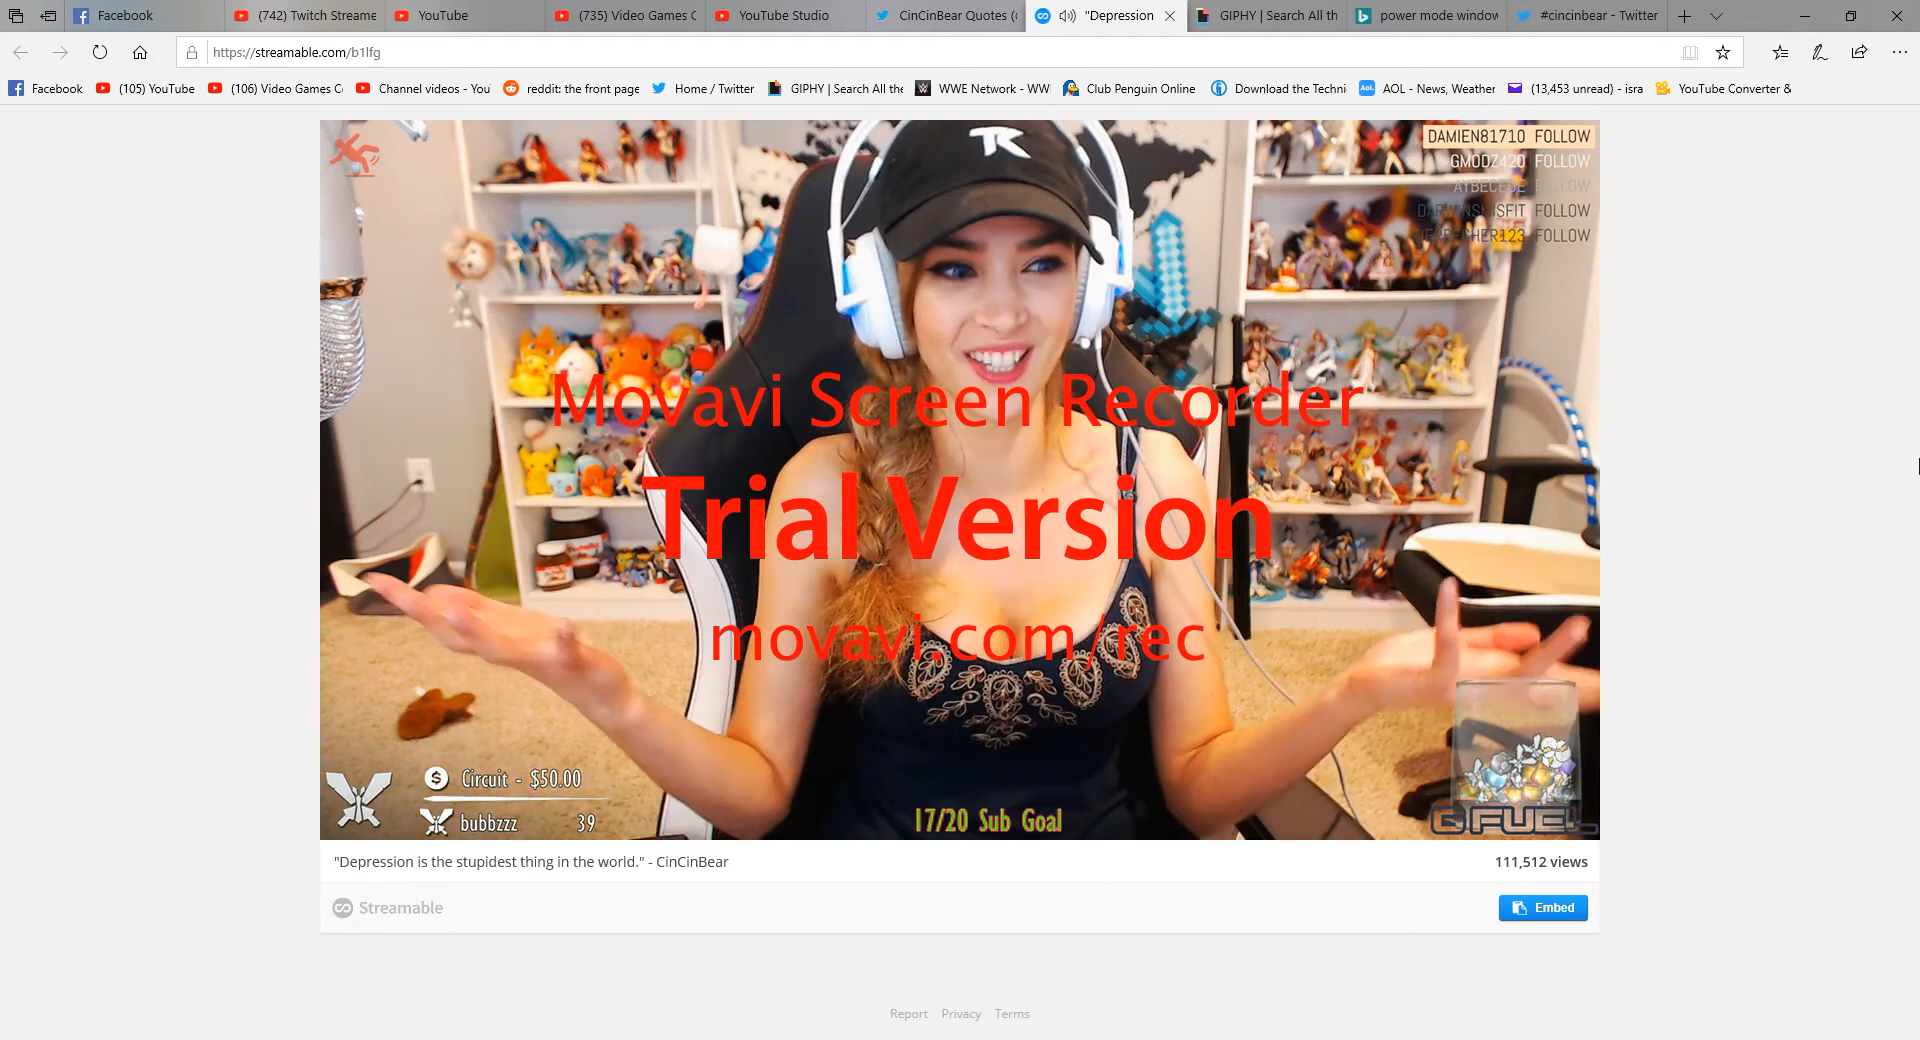 Facebook
(742) Twitch Streame
YouTube
(735) Video Games C
YouTube Studio
CinCinBear Quotes (
"Depression
GIPHY | Search All th
power mode window
#cincinbear - Twitter
https://streamable.com/b1lfg
Facebook
(105) YouTube
(106) Video Games C
Channel videos - You
reddit: the front page
Home / Twitter
GIPHY | Search All the
WWE Network - WW
Club Penguin Online
Download the Techni
AOL - News, Weather
(13,453 unread) - isra
YouTube Converter &
TR
DAMIEN81710 FOLLOW
GMODZ420 FOLLOW
FOLLOW
FOLLOW
FOLLOW
Movavi Screen Recorder
Trial Version
movavi.com/rec
Circuit - $50.00
bubbzzz 39
17/20 Sub Goal
G FUEL
"Depression is the stupidest thing in the world." - CinCinBear
111,512 views
Streamable
Embed
Report Privacy Terms